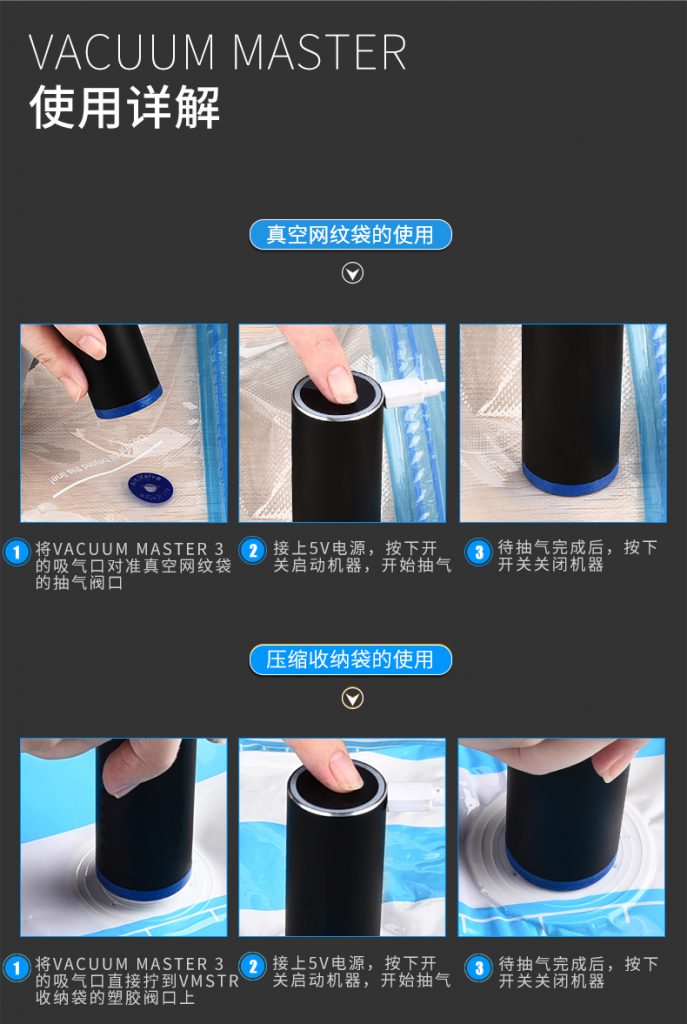 VACUUM MASTER
使用详解
真空网纹袋的使用
1 将VACUUM MASTER 3
的吸气口对准真空网纹袋
的抽气阀口
2 接上5V电源，按下开
关启动机器，开始抽气
3 待抽气完成后，按下
开关关闭机器
压缩收纳袋的使用
1 将VACUUM MASTER 3
的吸气口直接拧到VMSTR
收纳袋的塑胶阀口上
2 接上5V电源，按下开
关启动机器，开始抽气
3 待抽气完成后，按下
开关关闭机器